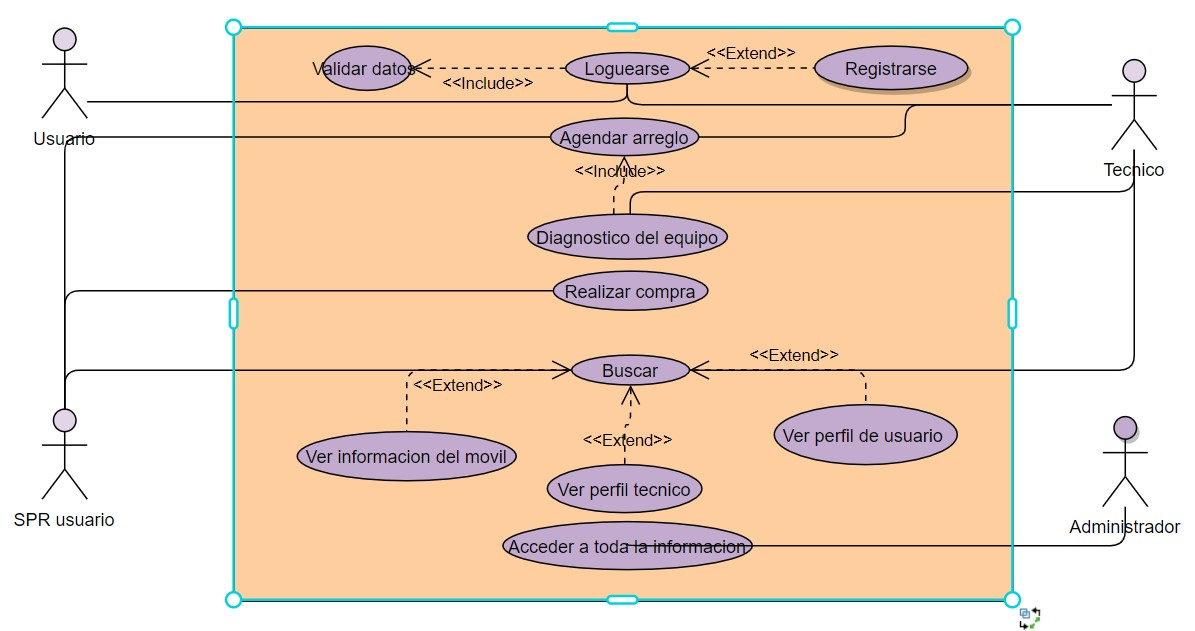 Validar datos
<<Include>>
Loguearse
<<Extend>>
Registrarse
Usuario
Agendar arreglo
Tecnico
<<Include>>
Diagnostico del equipo
Realizar compra
Buscar
<<Extend>>
<<Extend>>
<<Extend>>
Ver informacion del movil
Ver perfil tecnico
Ver perfil de usuario
SPR usuario
Administrador
Acceder a toda la informacion